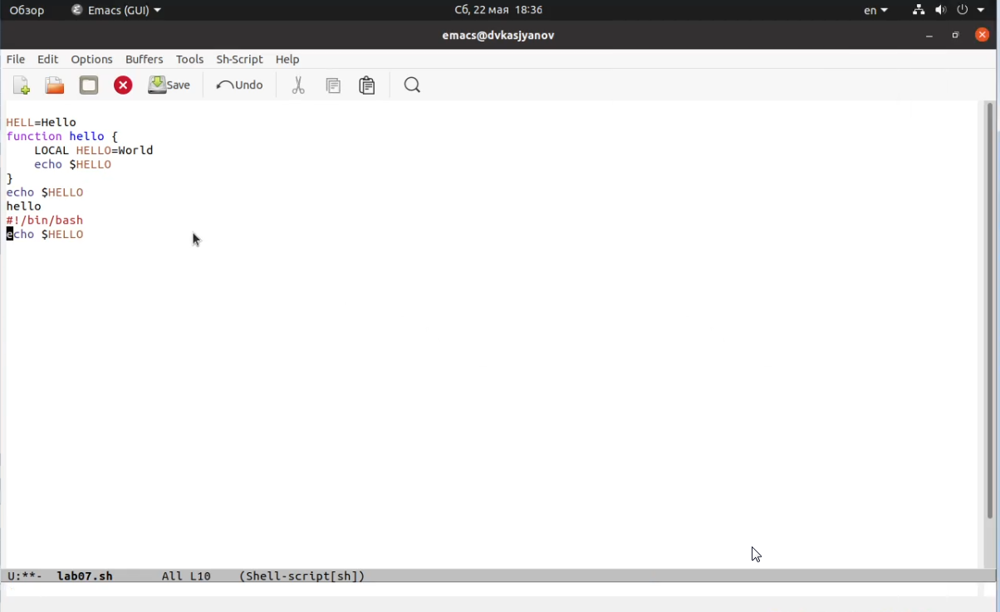 Обзор Emacs (GUI) Сб, 22 мая 18:36 en
emacs@dvkasjyanov
File Edit Options Buffers Tools Sh-Script Help
Save Undo
HELL=Hello
function hello {
    LOCAL HELLO=World
    echo $HELLO
}
echo $HELLO
hello
#!/bin/bash
echo $HELLO
U:**- lab07.sh All L10 (Shell-script[sh])